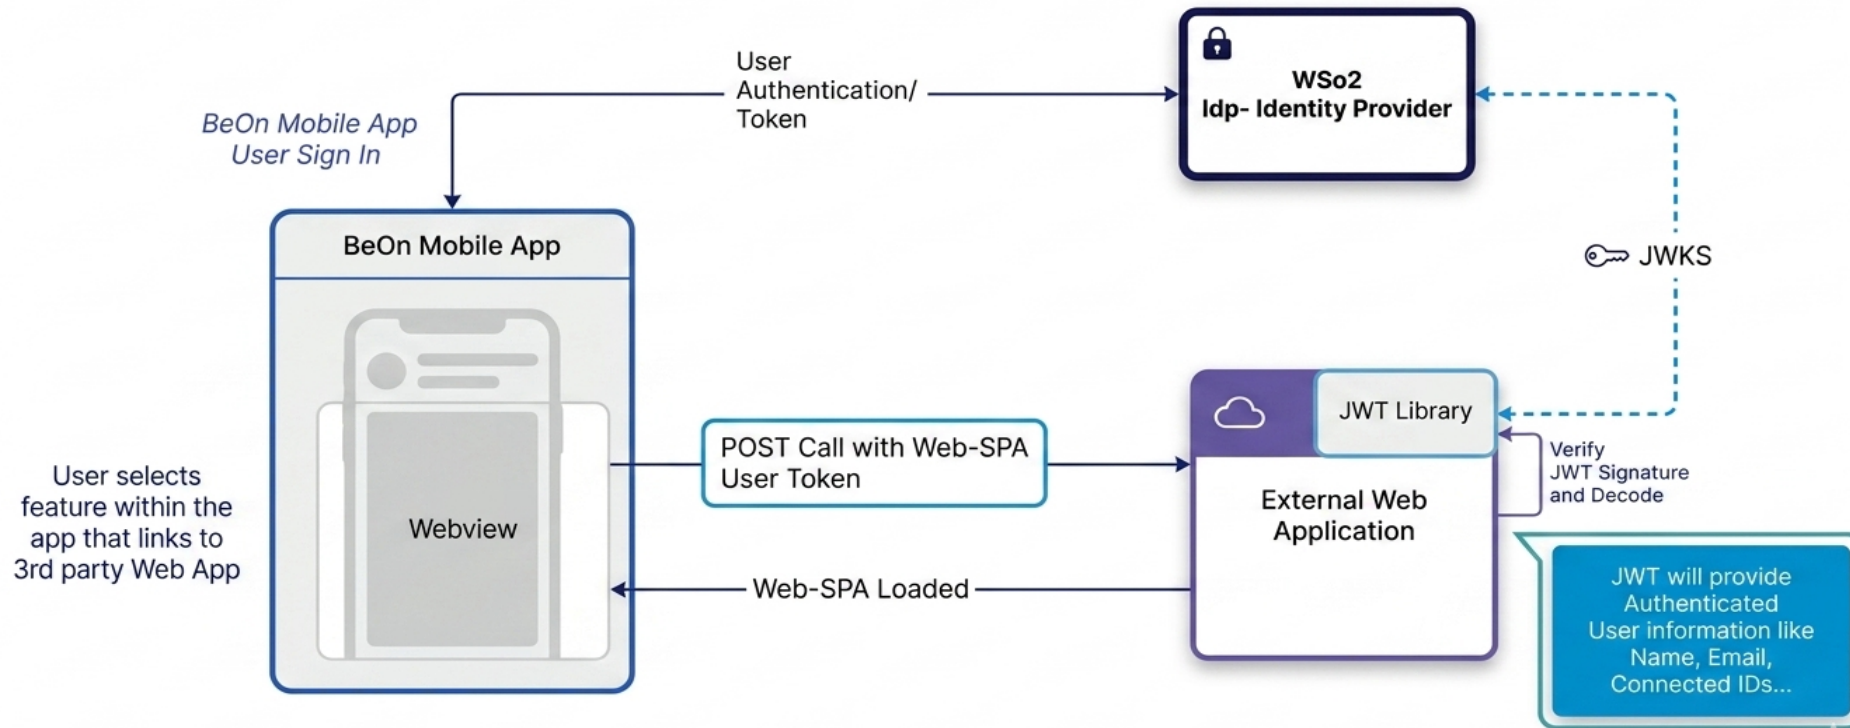 User
Authentication/
Token
WSo2
Idp- Identity Provider
BeOn Mobile App
User Sign In
BeOn Mobile App
JWKS
JWT Library
POST Call with Web-SPA
User Token
Verify
JWT Signature
and Decode
User selects
feature within the
app that links to
3rd party Web App
Webview
External Web
Application
Web-SPA Loaded
JWT will provide
Authenticated
User information like
Name, Email,
Connected IDs...